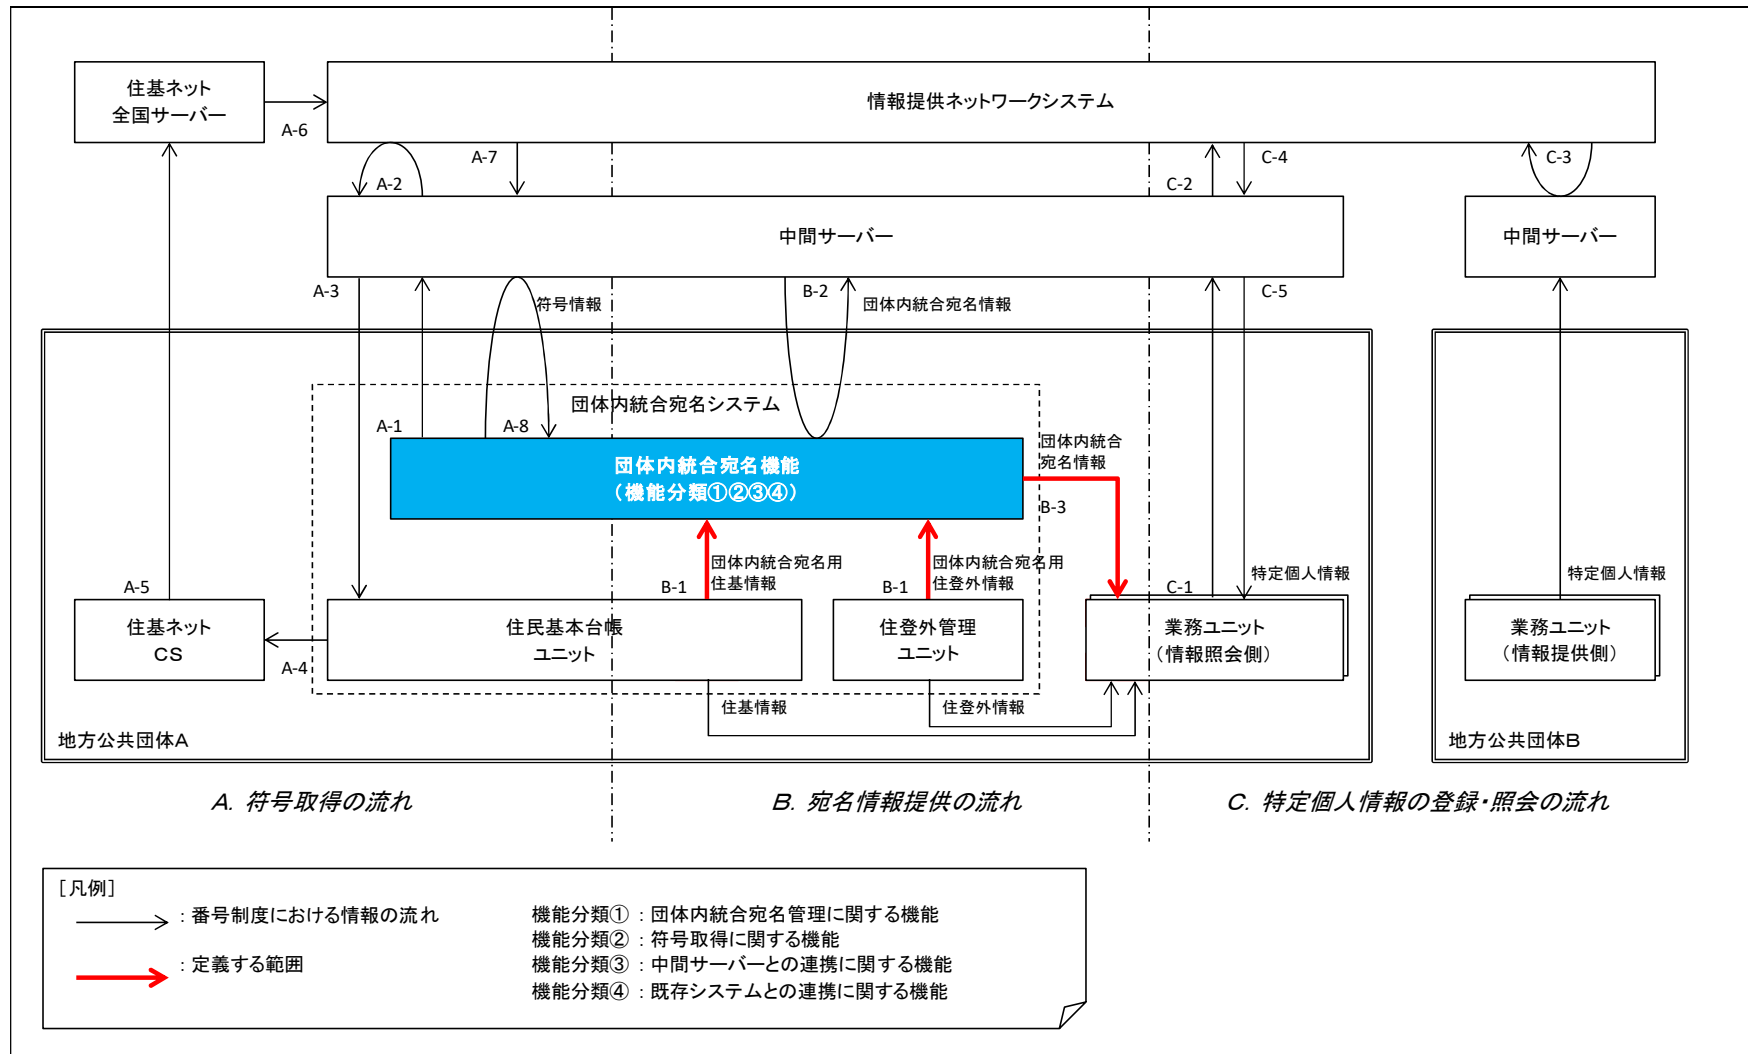 住基ネット
全国サーバー
情報提供ネットワークシステム
A-6
A-7
A-2
C-2
C-4
C-3
中間サーバー
中間サーバー
A-3
符号情報
B-2
団体内統合宛名情報
C-5
団体内統合宛名システム
A-1
A-8
団体内統合宛名機能
（機能分類①②③④）
団体内統合
宛名情報
B-3
団体内統合宛名用
住基情報
B-1
団体内統合宛名用
住登外情報
B-1
C-1
特定個人情報
特定個人情報
A-5
住基ネット
CS
A-4
住民基本台帳
ユニット
住登外管理
ユニット
業務ユニット
（情報照会側）
業務ユニット
（情報提供側）
住基情報
住登外情報
地方公共団体A
地方公共団体B
A. 符号取得の流れ
B. 宛名情報提供の流れ
C. 特定個人情報の登録・照会の流れ
［凡例］
：番号制度における情報の流れ
：定義する範囲
機能分類①：団体内統合宛名管理に関する機能
機能分類②：符号取得に関する機能
機能分類③：中間サーバーとの連携に関する機能
機能分類④：既存システムとの連携に関する機能